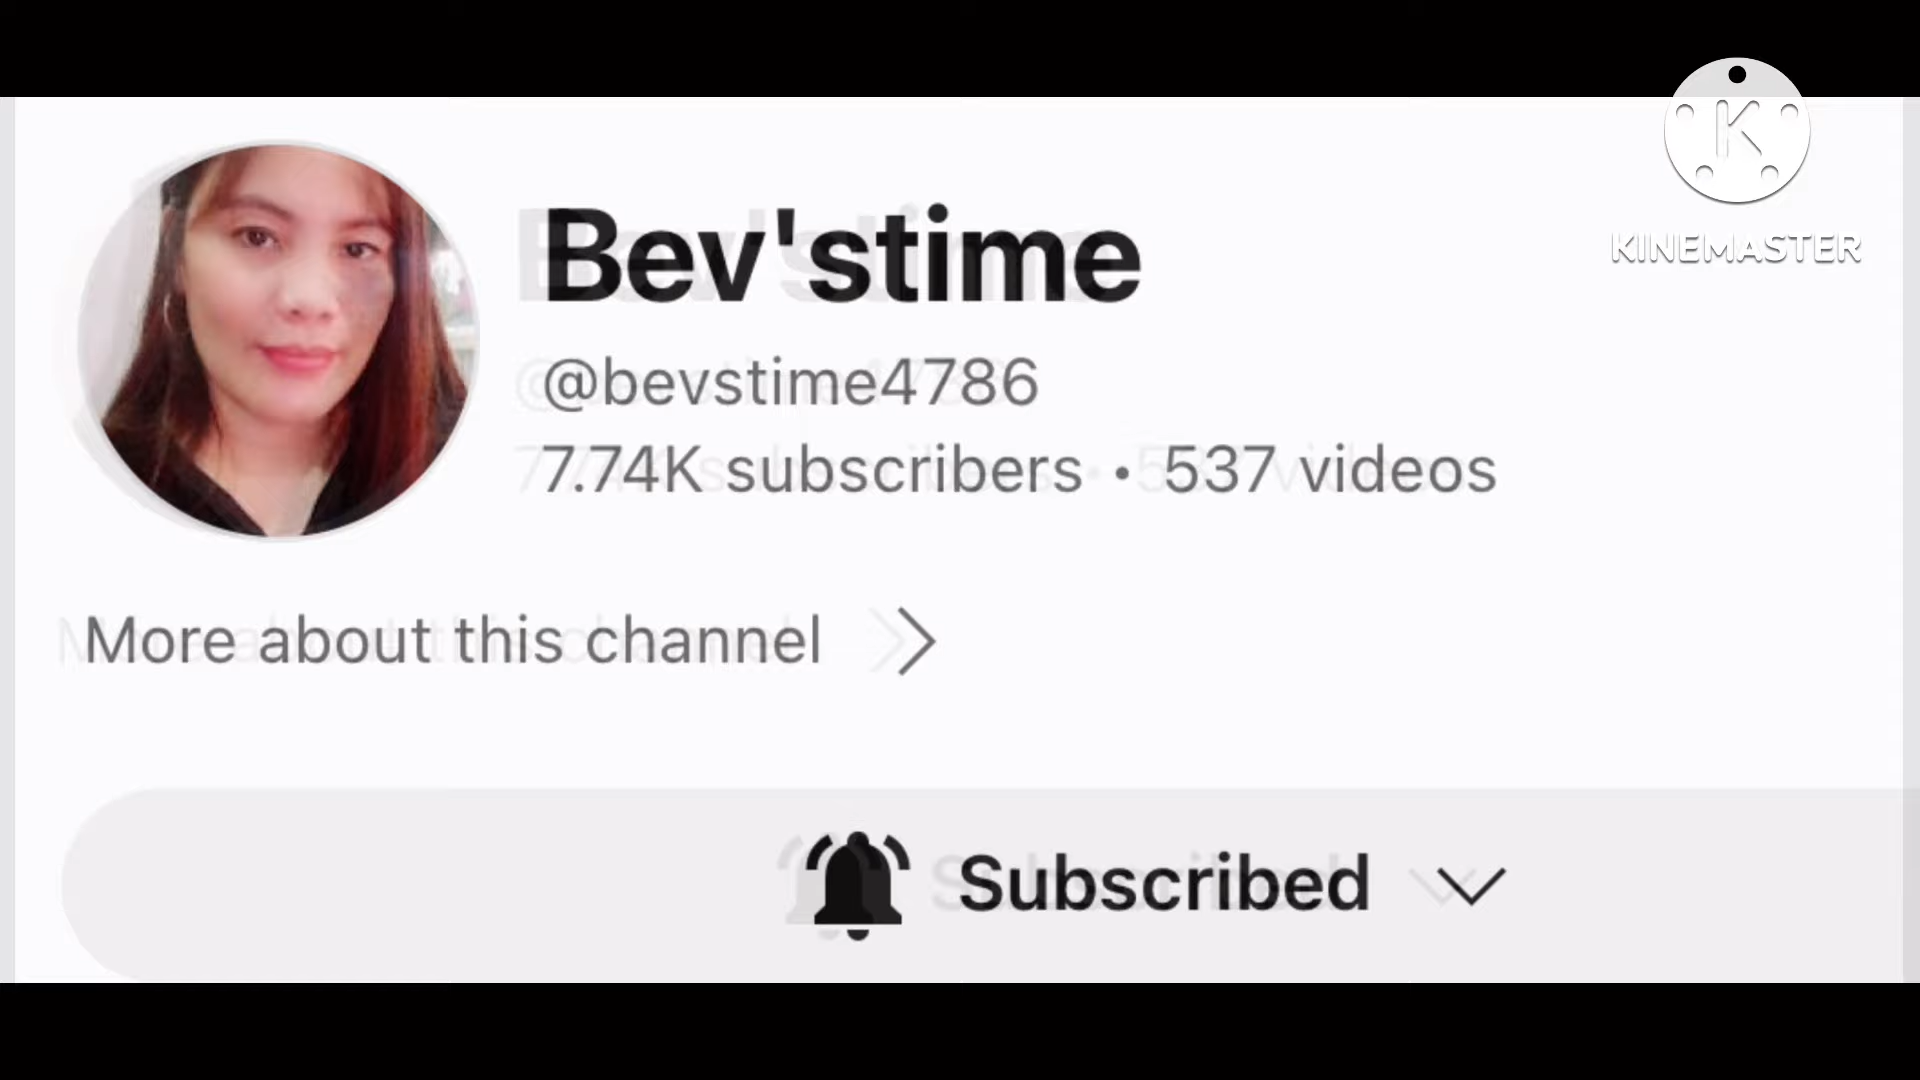 Bev'stime
@bevstime4786
7.74K subscribers • 537 videos
More about this channel
Subscribed
K
KINEMASTER